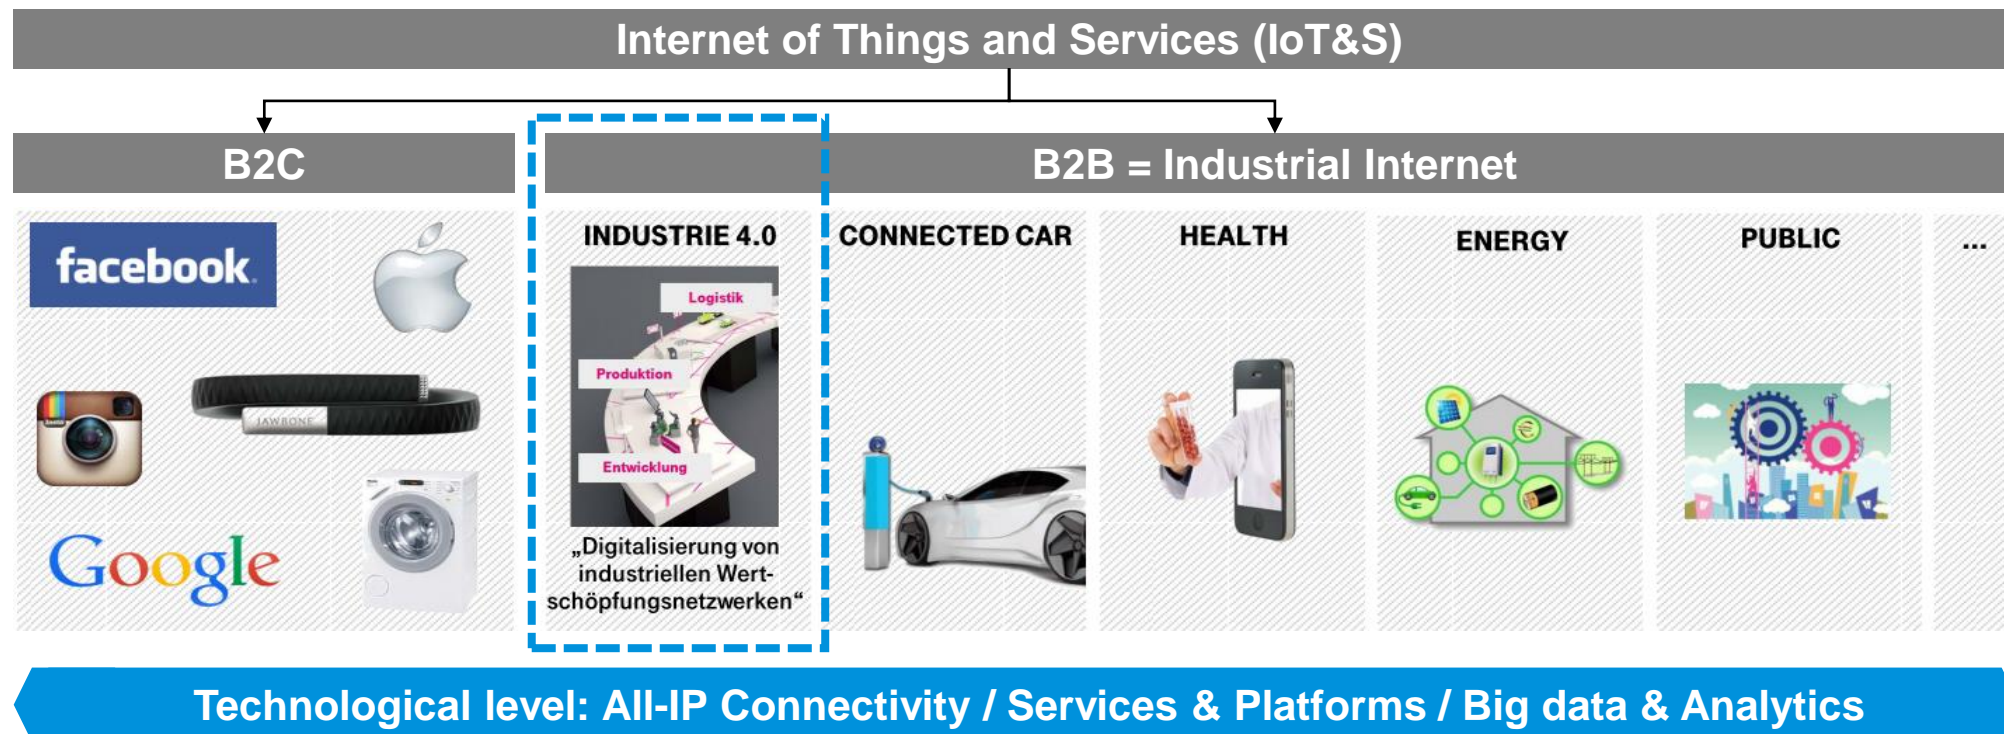 Internet of Things and Services (IoT&S)
B2C
B2B = Industrial Internet
facebook
JAWBONE
Google
INDUSTRIE 4.0
Logistik
Produktion
Entwicklung
„Digitalisierung von
industriellen Wert-
schöpfungsnetzwerken“
CONNECTED CAR
HEALTH
ENERGY
PUBLIC
...
Technological level: All-IP Connectivity / Services & Platforms / Big data & Analytics